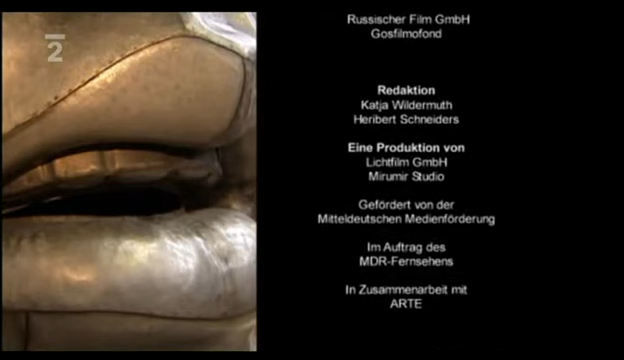 2
Russischer Film GmbH
Gosfilmofond
Redaktion
Katja Wildermuth
Heribert Schneiders
Eine Produktion von
Lichtfilm GmbH
Mirumir Studio
Gefördert von der
Mitteldeutschen Medienförderung
Im Auftrag des
MDR-Fernsehens
In Zusammenarbeit mit
ARTE